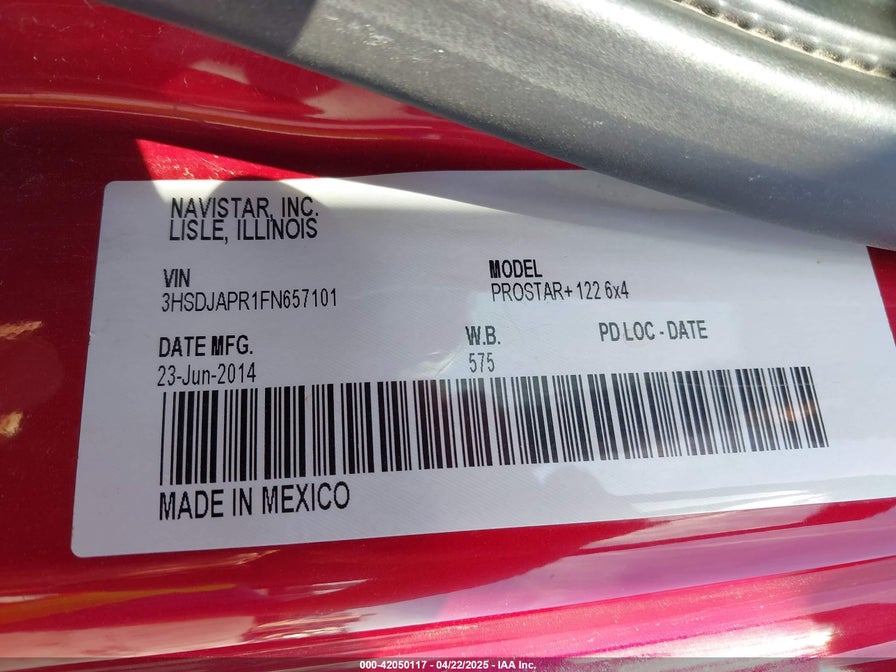 NAVISTAR, INC.
LISLE, ILLINOIS
VIN
3HSDJAPR1FN657101
MODEL
PROSTAR+ 122 6x4
DATE MFG.
23-Jun-2014
W.B.
575
PD LOC - DATE
MADE IN MEXICO
000-42050117 - 04/22/2025 - IAA Inc.